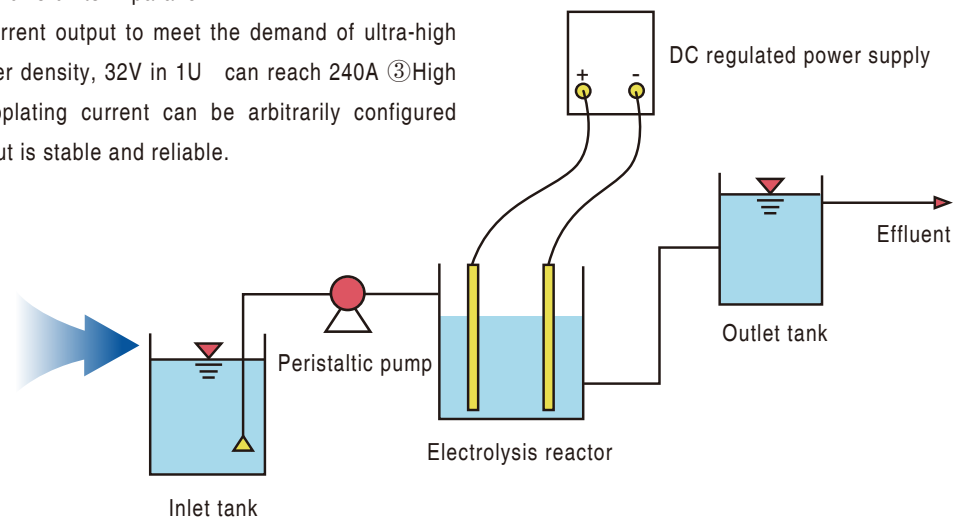 urrent output to meet the demand of ultra-high
er density, 32V in 1U can reach 240A ③High
oplating current can be arbitrarily configured
ut is stable and reliable.
DC regulated power supply
+ -
Effluent
Outlet tank
Peristaltic pump
Electrolysis reactor
Inlet tank